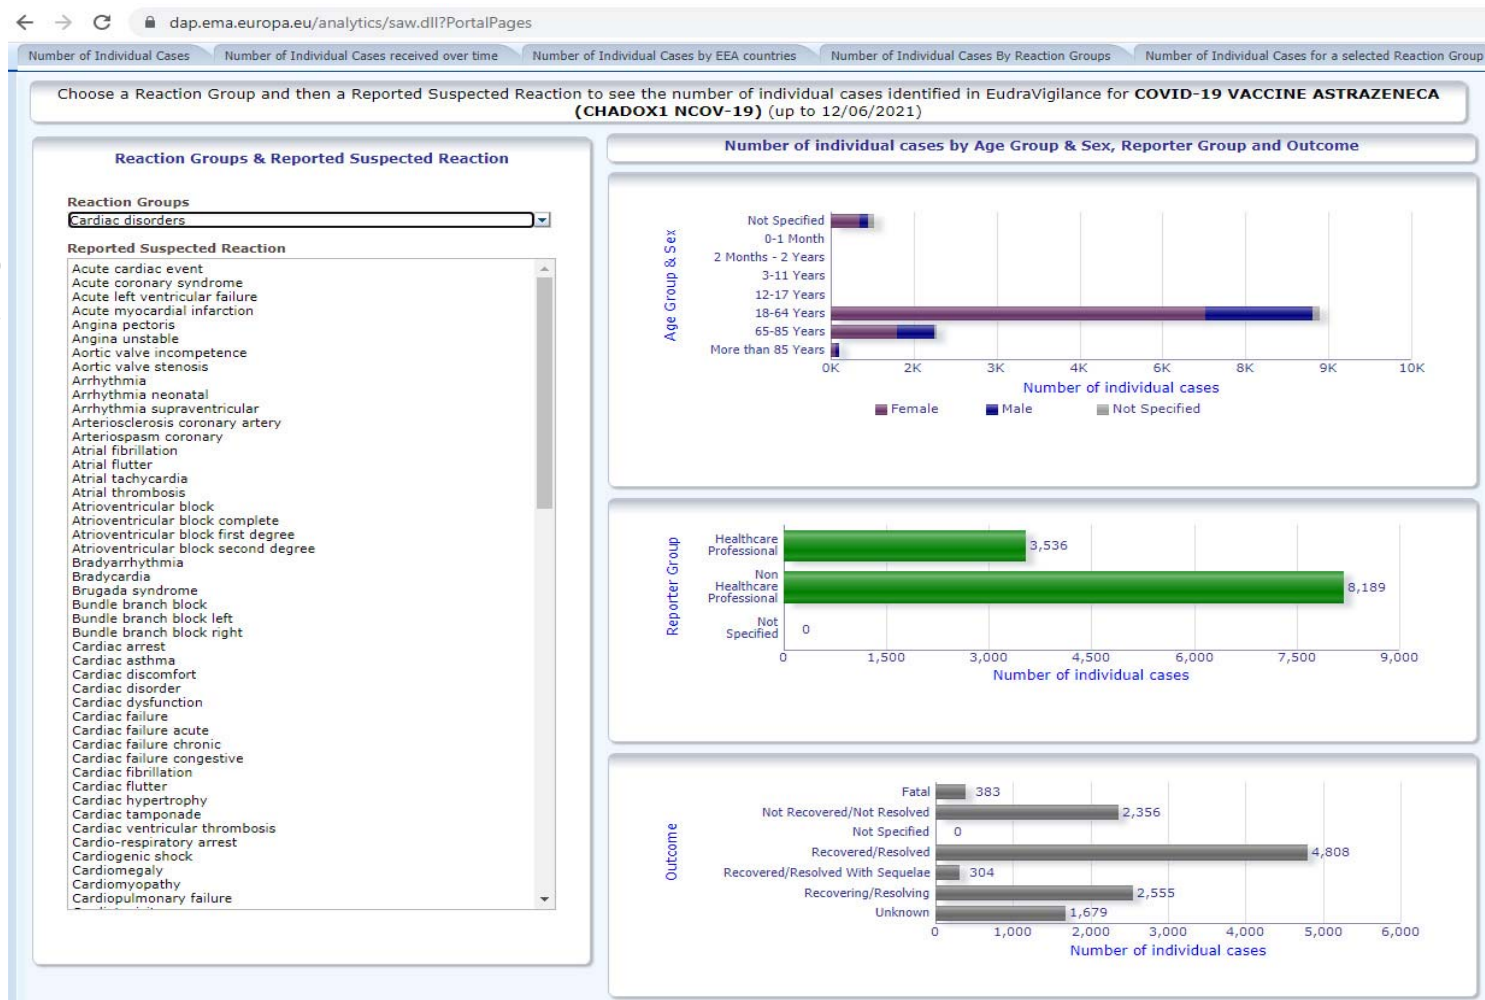 dap.ema.europa.eu/analytics/saw.dll?PortalPages
Number of Individual Cases
Number of Individual Cases received over time
Number of Individual Cases by EEA countries
Number of Individual Cases By Reaction Groups
Number of Individual Cases for a selected Reaction Group
Choose a Reaction Group and then a Reported Suspected Reaction to see the number of individual cases identified in EudraVigilance for COVID-19 VACCINE ASTRAZENECA
(CHADOX1 NCOV-19) (up to 12/06/2021)
Reaction Groups & Reported Suspected Reaction
Reaction Groups
Cardiac disorders
Reported Suspected Reaction
Acute cardiac event
Acute coronary syndrome
Acute left ventricular failure
Acute myocardial infarction
Angina pectoris
Angina unstable
Aortic valve incompetence
Aortic valve stenosis
Arrhythmia
Arrhythmia neonatal
Arrhythmia supraventricular
Arteriosclerosis coronary artery
Arteriospasm coronary
Atrial fibrillation
Atrial flutter
Atrial tachycardia
Atrial thrombosis
Atrioventricular block
Atrioventricular block complete
Atrioventricular block first degree
Atrioventricular block second degree
Bradyarrhythmia
Bradycardia
Brugada syndrome
Bundle branch block
Bundle branch block left
Bundle branch block right
Cardiac arrest
Cardiac asthma
Cardiac discomfort
Cardiac disorder
Cardiac dysfunction
Cardiac failure
Cardiac failure acute
Cardiac failure chronic
Cardiac failure congestive
Cardiac fibrillation
Cardiac flutter
Cardiac hypertrophy
Cardiac tamponade
Cardiac ventricular thrombosis
Cardio-respiratory arrest
Cardiogenic shock
Cardiomegaly
Cardiomyopathy
Cardiopulmonary failure
Number of individual cases by Age Group & Sex, Reporter Group and Outcome
Age Group & Sex
Not Specified
0-1 Month
2 Months - 2 Years
3-11 Years
12-17 Years
18-64 Years
65-85 Years
More than 85 Years
0K 2K 3K 4K 6K 8K 9K 10K
Number of individual cases
Female Male Not Specified
Reporter Group
Healthcare
Professional
3,536
Non
Healthcare
Professional
8,189
Not
Specified
0
0 1,500 3,000 4,500 6,000 7,500 9,000
Number of individual cases
Outcome
Fatal 383
Not Recovered/Not Resolved 2,356
Not Specified 0
Recovered/Resolved 4,808
Recovered/Resolved With Sequelae 304
Recovering/Resolving 2,555
Unknown 1,679
0 1,000 2,000 3,000 4,000 5,000 6,000
Number of individual cases